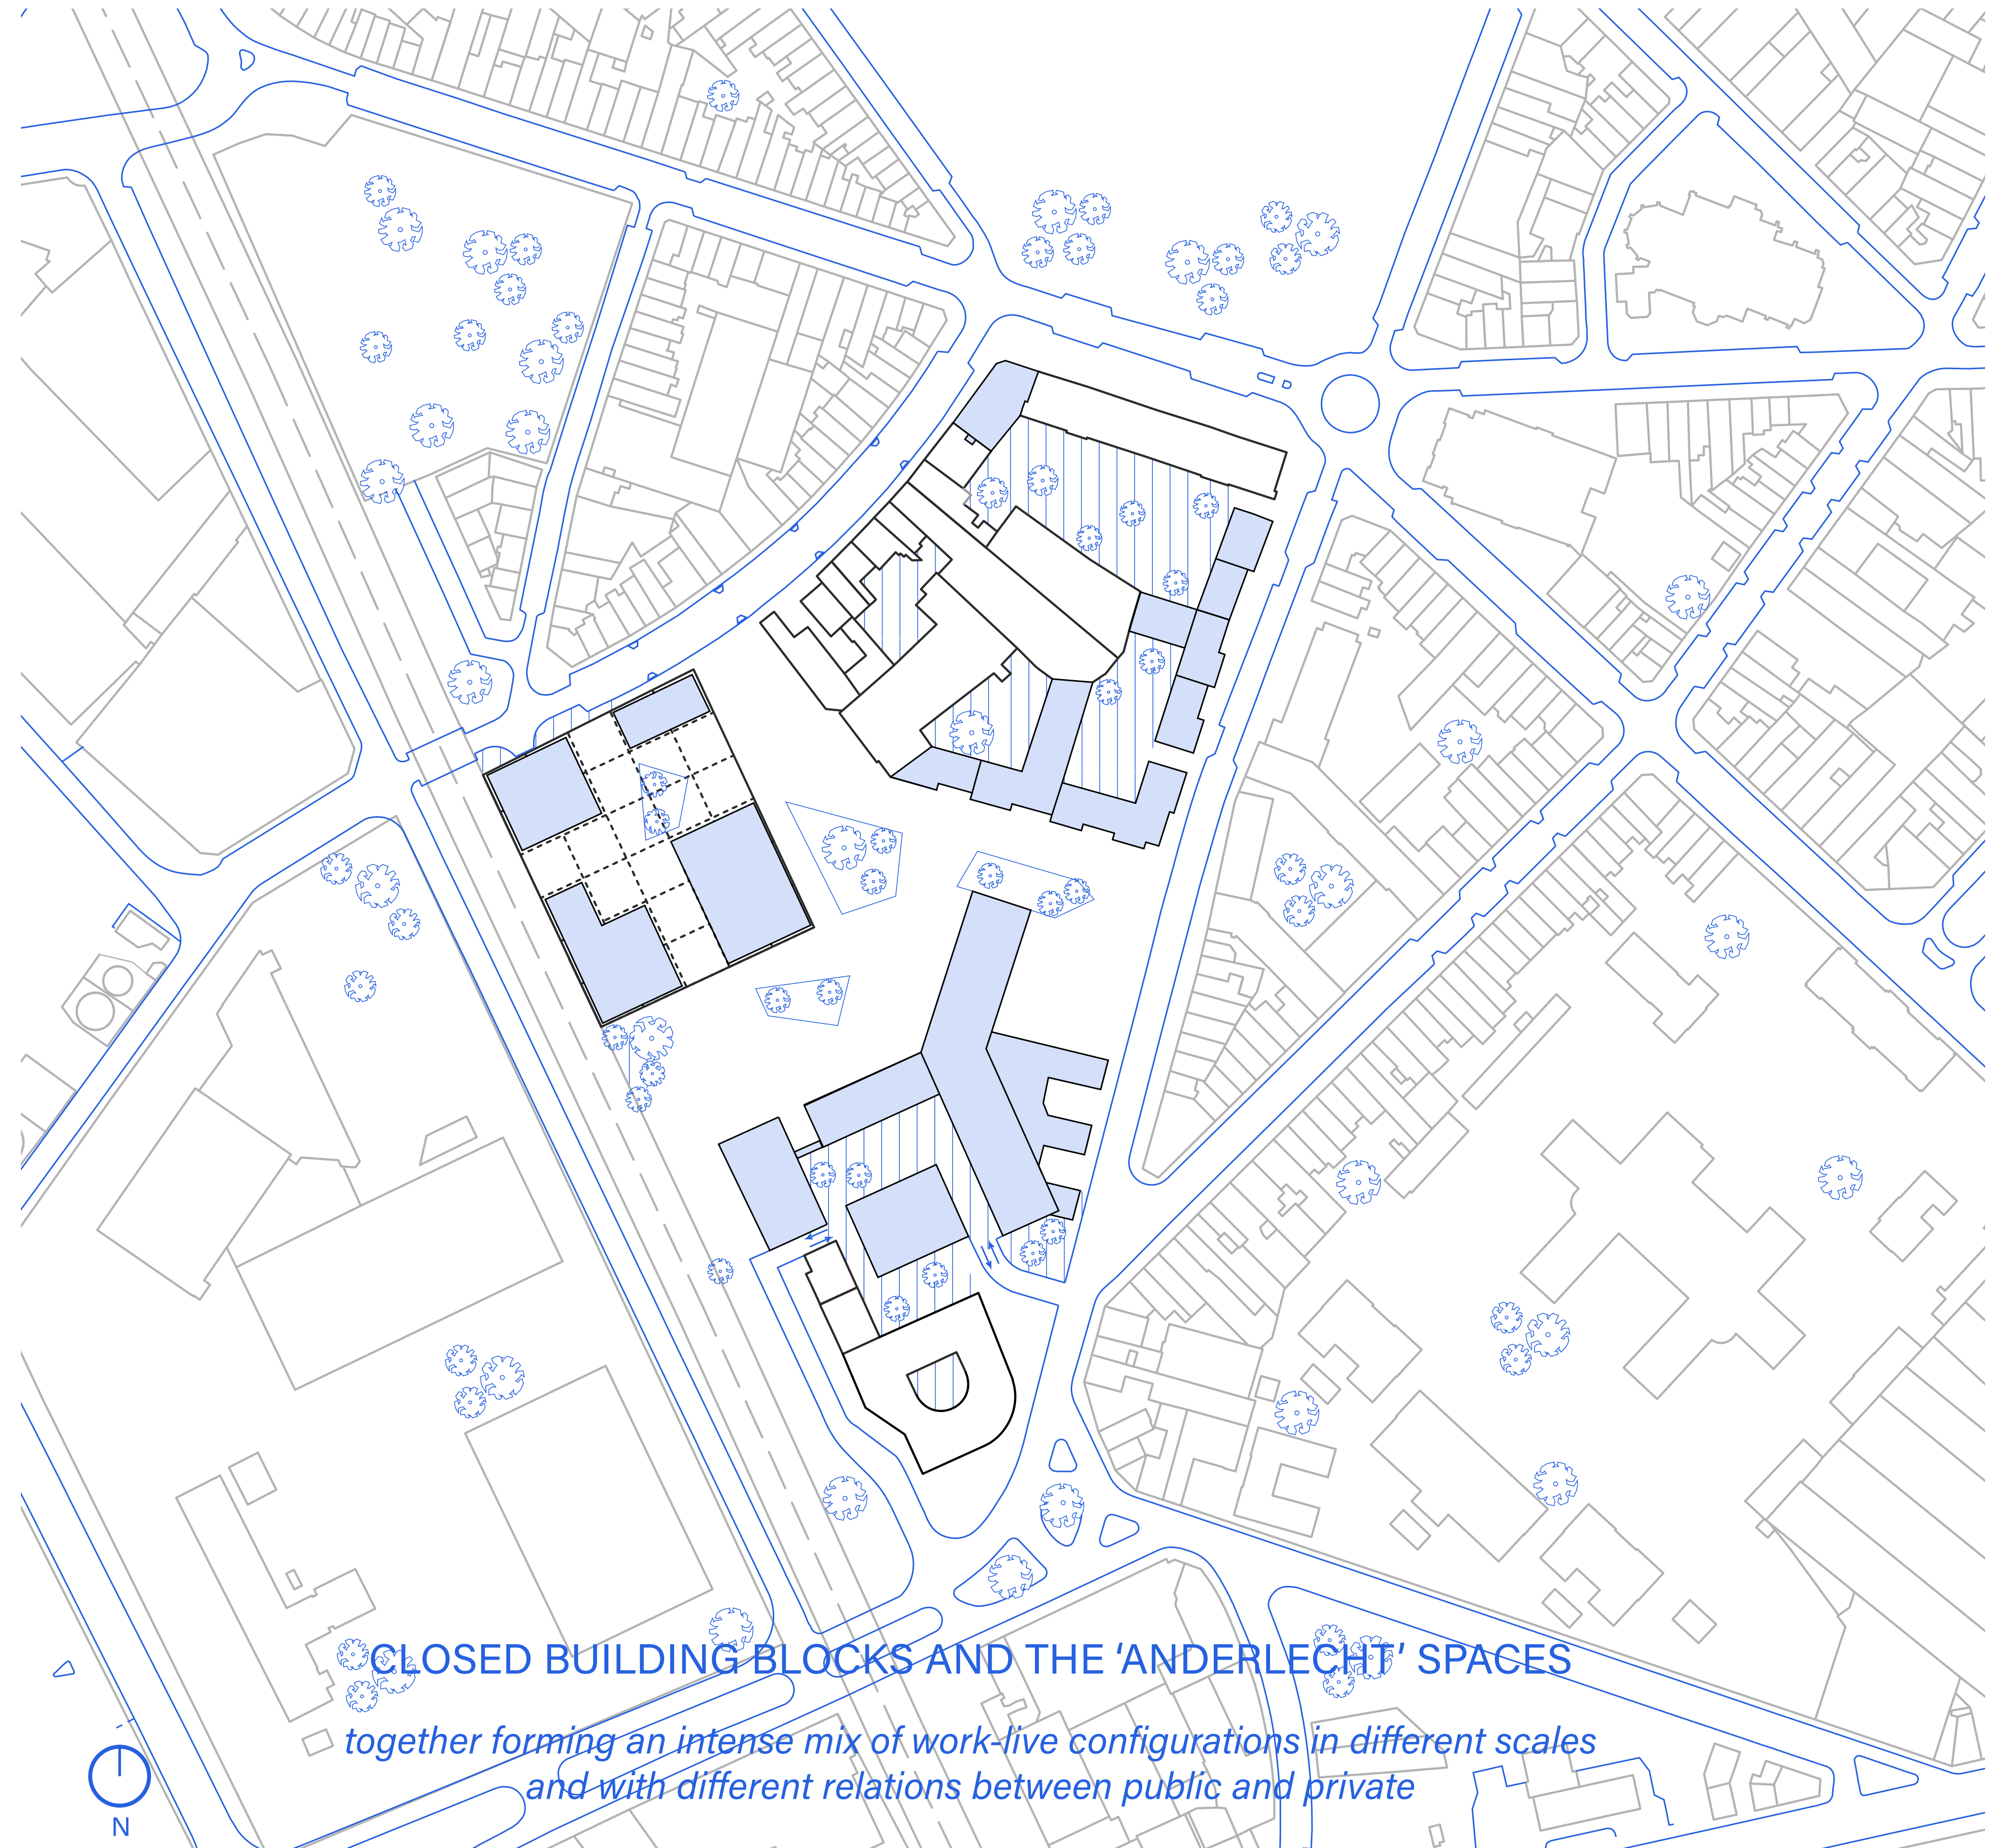 CLOSED BUILDING BLOCKS AND THE ‘ANDERLECHT’ SPACES
together forming an intense mix of work-live configurations in different scales
and with different relations between public and private
N